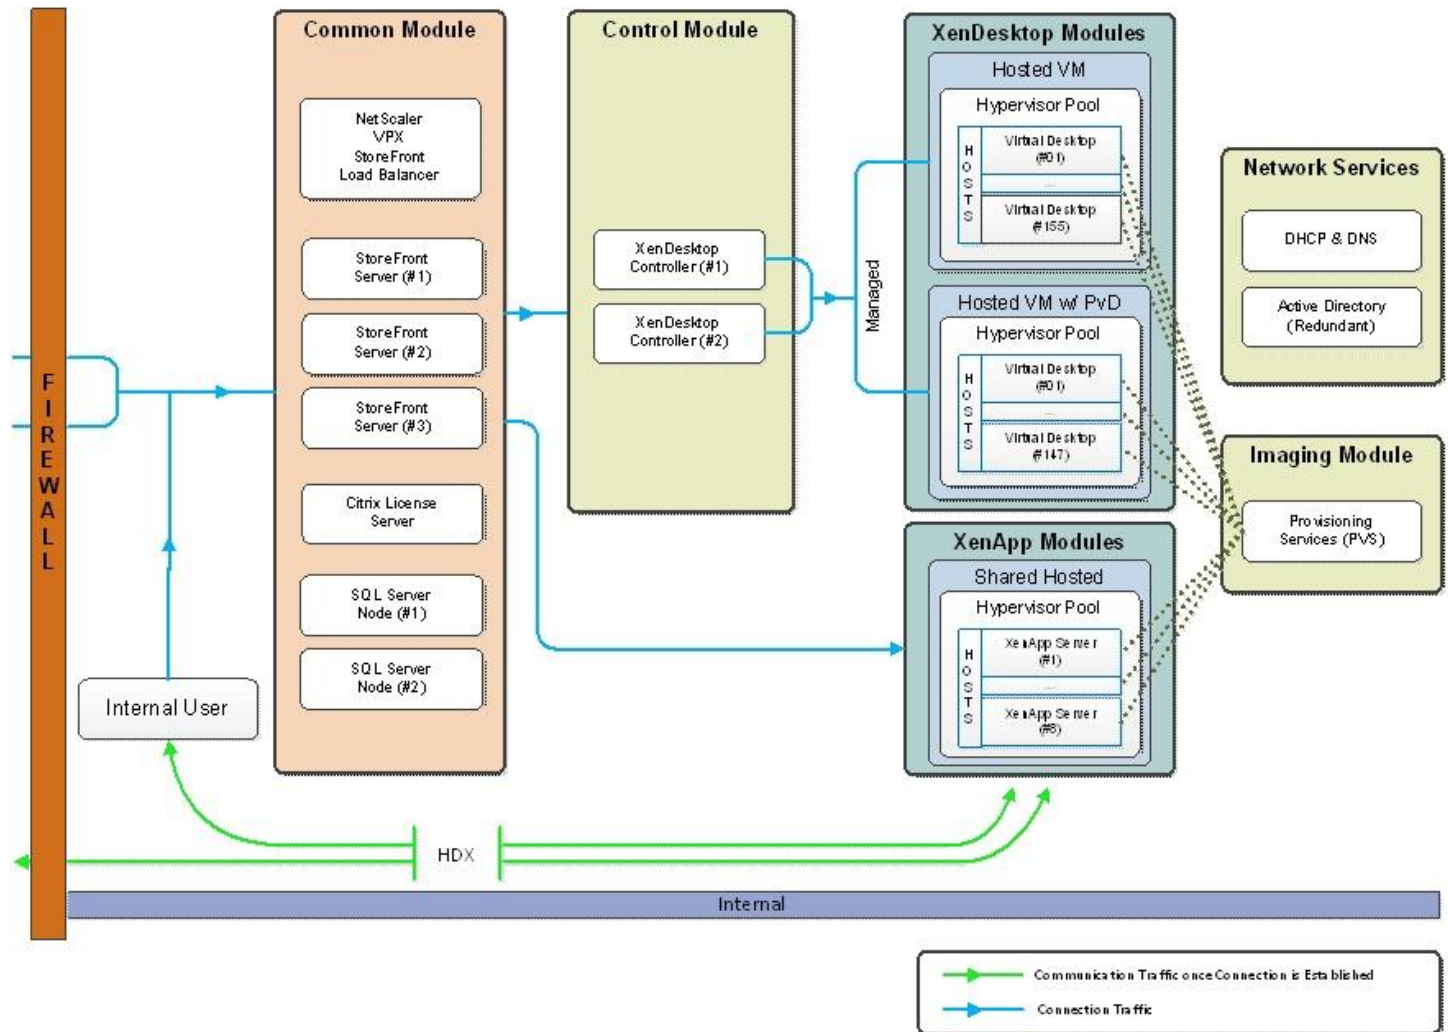 FIREWALL
Common Module
NetScaler
VPX
StoreFront
Load Balancer
StoreFront
Server (#1)
StoreFront
Server (#2)
StoreFront
Server (#3)
Citrix License
Server
SQL Server
Node (#1)
SQL Server
Node (#2)
Internal User
Control Module
XenDesktop
Controller (#1)
XenDesktop
Controller (#2)
Managed
XenDesktop Modules
Hosted VM
Hypervisor Pool
HOSTS
Virtual Desktop
(#01)
...
Virtual Desktop
(#155)
Hosted VM w/ PvD
Hypervisor Pool
HOSTS
Virtual Desktop
(#01)
...
Virtual Desktop
(#147)
XenApp Modules
Shared Hosted
Hypervisor Pool
HOSTS
XenApp Server
(#1)
...
XenApp Server
(#8)
Network Services
DHCP & DNS
Active Directory
(Redundant)
Imaging Module
Provisioning
Services (PVS)
HDX
Internal
Communication Traffic once Connection is Established
Connection Traffic